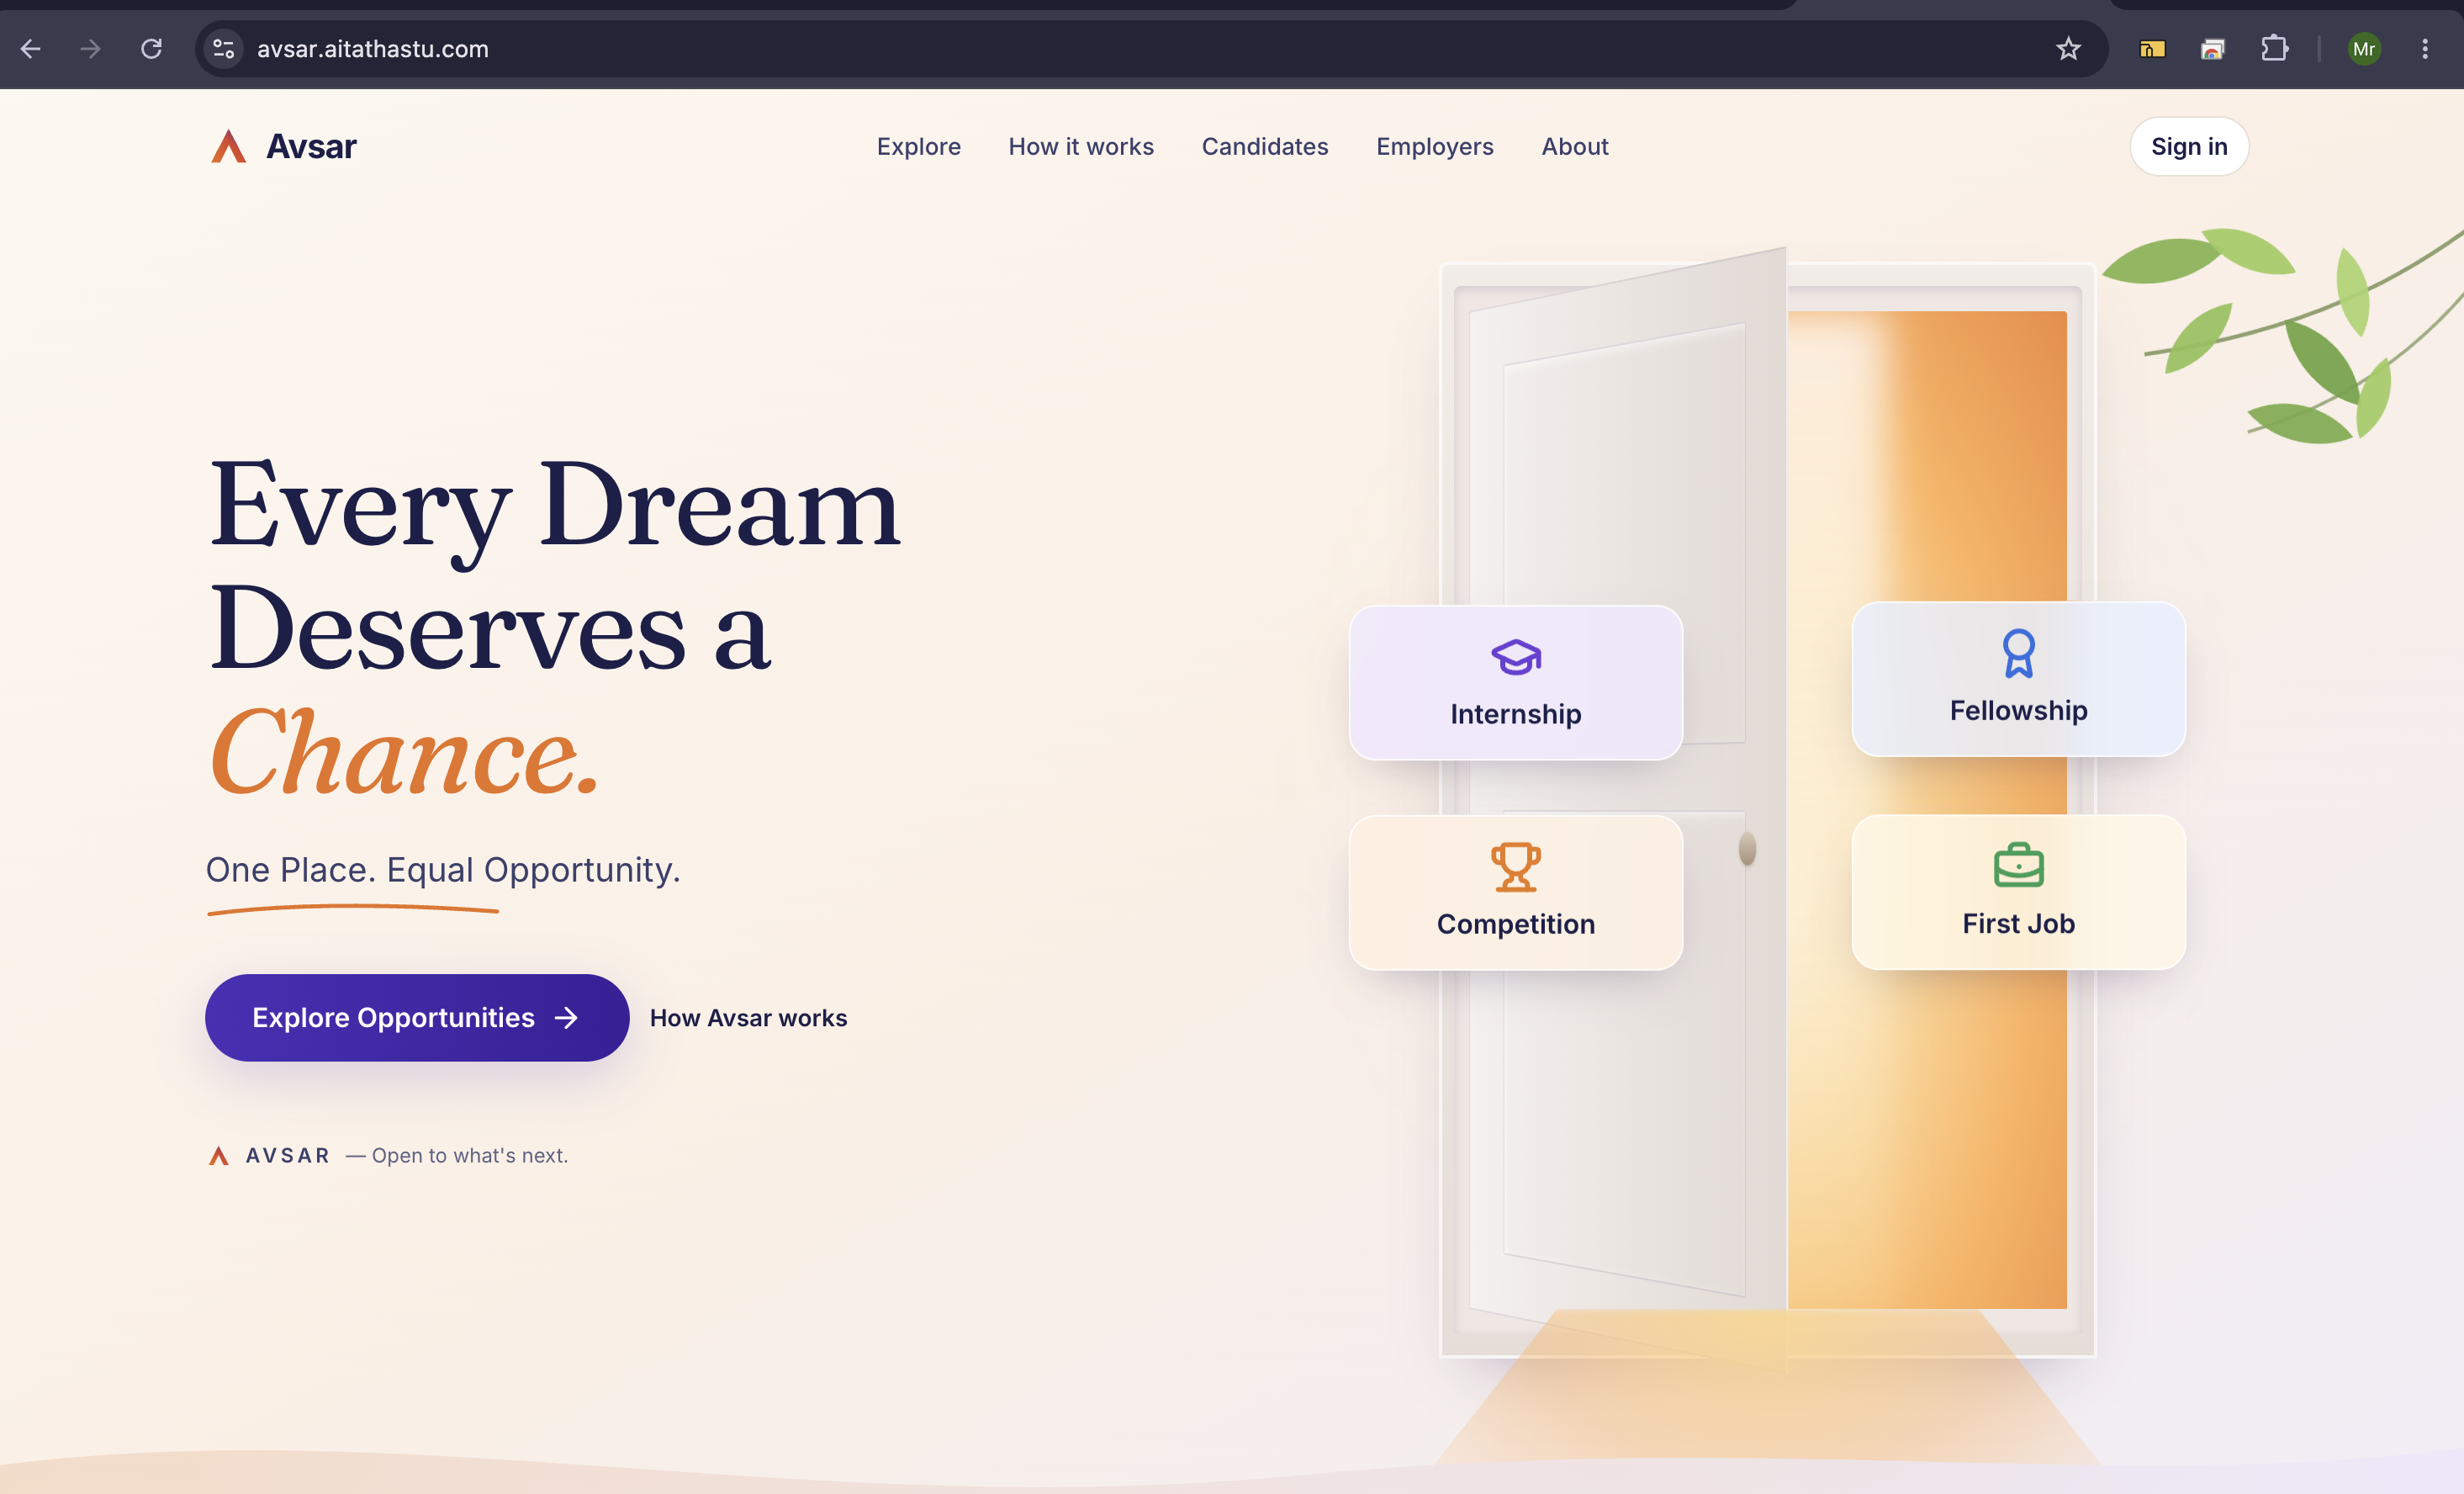 avsar.aitathastu.com
Mr
Avsar
Explore
How it works
Candidates
Employers
About
Sign in
Every Dream
Deserves a
Chance.
One Place. Equal Opportunity.
Explore Opportunities
How Avsar works
AVSAR — Open to what's next.
Internship
Fellowship
Competition
First Job